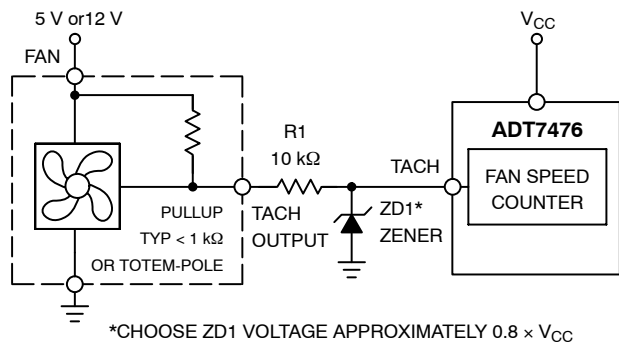 5 V or12 V
FAN
PULLUP
TYP < 1 kΩ
OR TOTEM-POLE
TACH
OUTPUT
R1
10 kΩ
ZD1*
ZENER
TACH
V_CC
ADT7476
FAN SPEED
COUNTER
*CHOOSE ZD1 VOLTAGE APPROXIMATELY 0.8 × V_CC